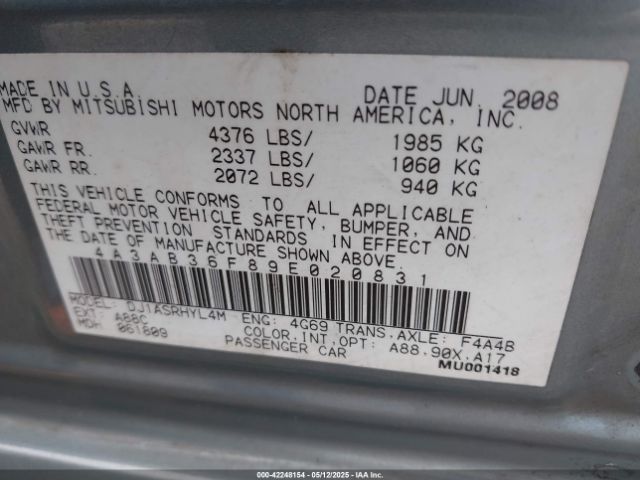 MADE IN U.S.A. DATE JUN, 2008
MFD BY MITSUBISHI MOTORS NORTH AMERICA, INC.
GVWR 4376 LBS/ 1985 KG
GAWR FR. 2337 LBS/ 1060 KG
GAWR RR. 2072 LBS/ 940 KG
THIS VEHICLE CONFORMS TO ALL APPLICABLE
FEDERAL MOTOR VEHICLE SAFETY, BUMPER, AND
THEFT PREVENTION STANDARDS IN EFFECT ON
THE DATE OF MANUFACTURE SHOWN ABOVE.
4A3AB36F89E020831
MODEL: DJ1ASRHYL4M ENG: 4G69 TRANS.AXLE: F4A4B
EXT: A88C COLOR.INT.OPT: A88.90X.A17
MDH 061809 PASSENGER CAR
MU001418
000-42248154 - 05/12/2025 - IAA Inc.